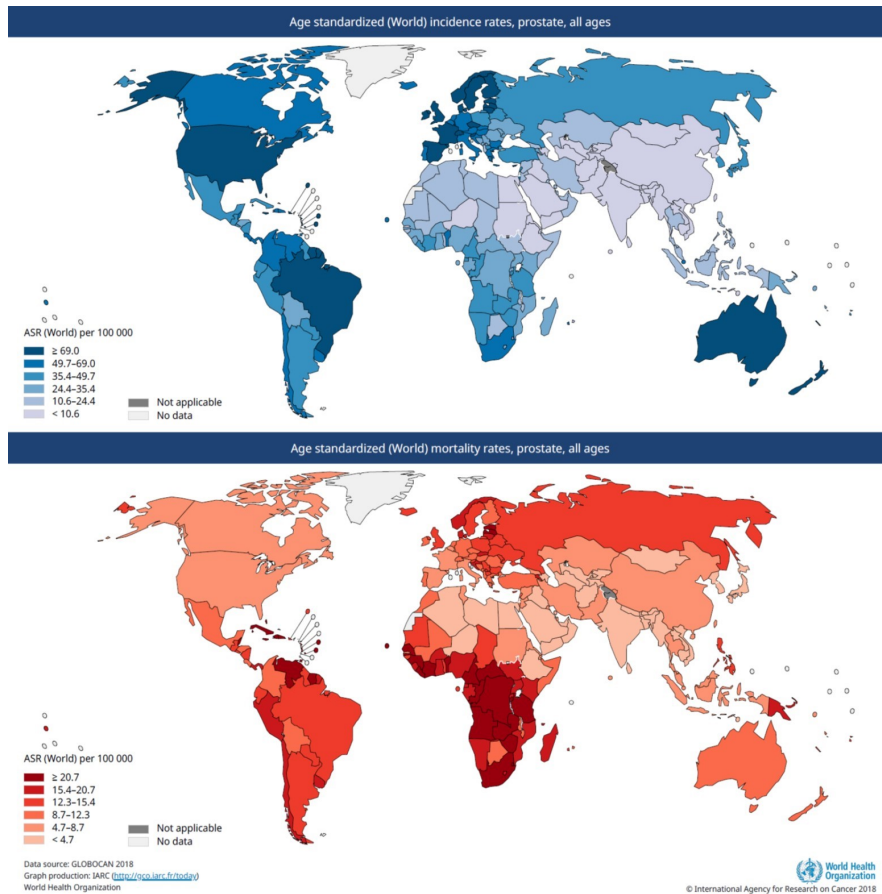 Age standardized (World) incidence rates, prostate, all ages
ASR (World) per 100 000
≥ 69.0
49.7–69.0
35.4–49.7
24.4–35.4
10.6–24.4
< 10.6
Not applicable
No data
Age standardized (World) mortality rates, prostate, all ages
ASR (World) per 100 000
≥ 20.7
15.4–20.7
12.3–15.4
8.7–12.3
4.7–8.7
< 4.7
Not applicable
No data
Data source: GLOBOCAN 2018
Graph production: IARC (http://gco.iarc.fr/today)
World Health Organization
World Health
Organization
© International Agency for Research on Cancer 2018